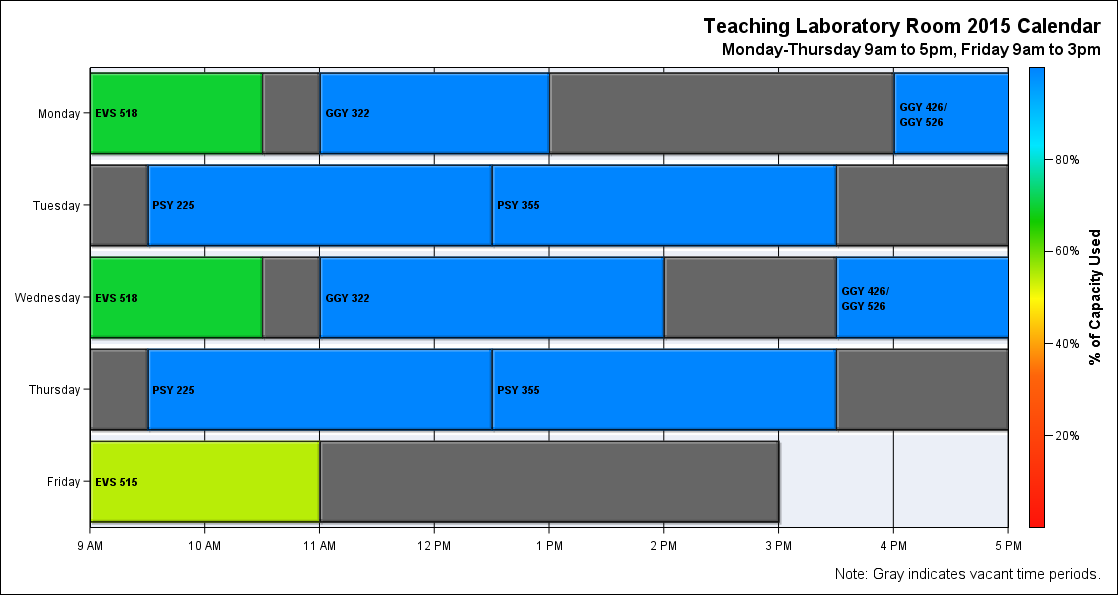 Teaching Laboratory Room 2015 Calendar
Monday-Thursday 9am to 5pm, Friday 9am to 3pm
Monday
EVS 518
GGY 322
GGY 426/
GGY 526
Tuesday
PSY 225
PSY 355
Wednesday
EVS 518
GGY 322
GGY 426/
GGY 526
Thursday
PSY 225
PSY 355
Friday
EVS 515
9 AM
10 AM
11 AM
12 PM
1 PM
2 PM
3 PM
4 PM
5 PM
80%
60%
40%
20%
% of Capacity Used
Note: Gray indicates vacant time periods.